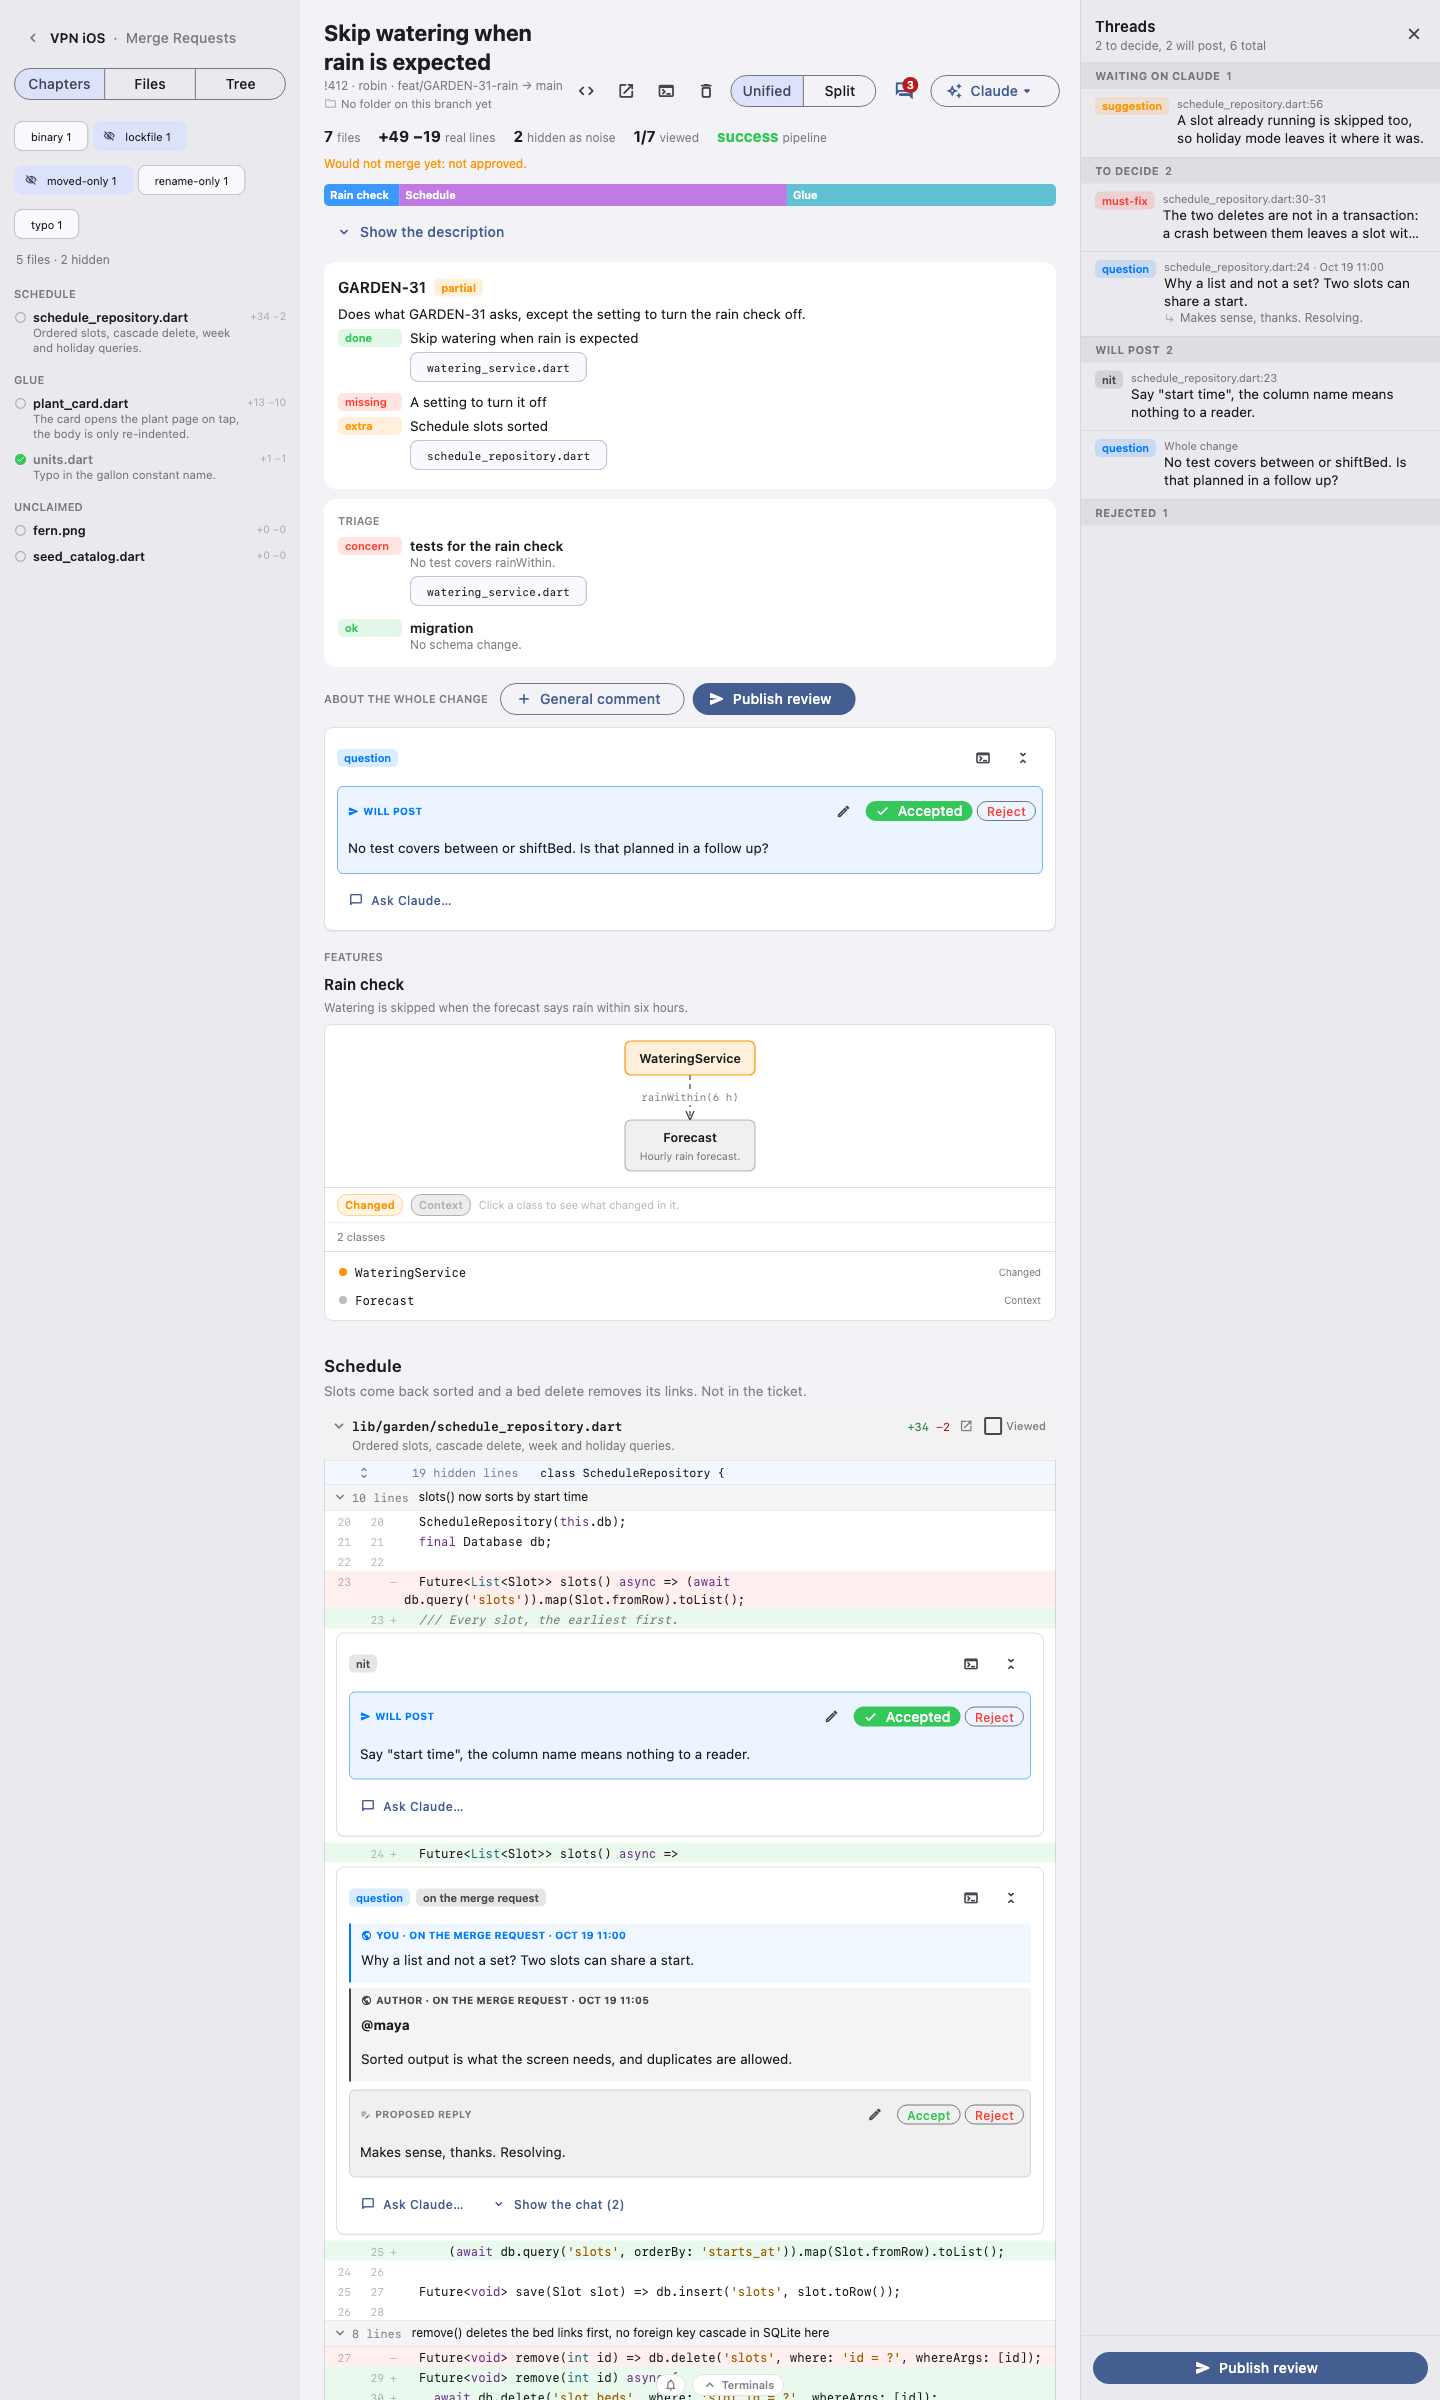 VPN iOS · Merge Requests
Chapters Files Tree
binary 1 lockfile 1
moved-only 1 rename-only 1
typo 1
5 files · 2 hidden
SCHEDULE
schedule_repository.dart +34 −2
Ordered slots, cascade delete, week
and holiday queries.
GLUE
plant_card.dart +13 −10
The card opens the plant page on tap,
the body is only re-indented.
units.dart +1 −1
Typo in the gallon constant name.
UNCLAIMED
fern.png +0 −0
seed_catalog.dart +0 −0
Skip watering when
rain is expected
!412 · robin · feat/GARDEN-31-rain → main
No folder on this branch yet
Unified Split
3
Claude
7 files +49 −19 real lines 2 hidden as noise 1/7 viewed success pipeline
Would not merge yet: not approved.
Rain check Schedule Glue
Show the description
GARDEN-31 partial
Does what GARDEN-31 asks, except the setting to turn the rain check off.
done Skip watering when rain is expected
watering_service.dart
missing A setting to turn it off
extra Schedule slots sorted
schedule_repository.dart
TRIAGE
concern tests for the rain check
No test covers rainWithin.
watering_service.dart
ok migration
No schema change.
ABOUT THE WHOLE CHANGE General comment Publish review
question
WILL POST Accepted Reject
No test covers between or shiftBed. Is that planned in a follow up?
Ask Claude...
FEATURES
Rain check
Watering is skipped when the forecast says rain within six hours.
WateringService
rainWithin(6 h)
Forecast
Hourly rain forecast.
Changed Context Click a class to see what changed in it.
2 classes
WateringService Changed
Forecast Context
Schedule
Slots come back sorted and a bed delete removes its links. Not in the ticket.
lib/garden/schedule_repository.dart +34 −2 Viewed
Ordered slots, cascade delete, week and holiday queries.
19 hidden lines class ScheduleRepository {
10 lines slots() now sorts by start time
20 20 ScheduleRepository(this.db);
21 21 final Database db;
22 22
23 − Future<List<Slot>> slots() async => (await
db.query('slots')).map(Slot.fromRow).toList();
23 + /// Every slot, the earliest first.
nit
WILL POST Accepted Reject
Say "start time", the column name means nothing to a reader.
Ask Claude...
24 + Future<List<Slot>> slots() async =>
question on the merge request
YOU · ON THE MERGE REQUEST · OCT 19 11:00
Why a list and not a set? Two slots can share a start.
AUTHOR · ON THE MERGE REQUEST · OCT 19 11:05
@maya
Sorted output is what the screen needs, and duplicates are allowed.
PROPOSED REPLY Accept Reject
Makes sense, thanks. Resolving.
Ask Claude... Show the chat (2)
25 + (await db.query('slots', orderBy: 'starts_at')).map(Slot.fromRow).toList();
24 26
25 27 Future<void> save(Slot slot) => db.insert('slots', slot.toRow());
26 28
8 lines remove() deletes the bed links first, no foreign key cascade in SQLite here
27 − Future<void> remove(int id) => db.delete('slots', where: 'id = ?', whereArgs: [id]);
29 + Future<void> remove(int id) async {
30 + await db.delete('slot_beds', where: 'slot_id = ?', whereArgs: [id]);
Terminals
Threads
2 to decide, 2 will post, 6 total
WAITING ON CLAUDE 1
suggestion schedule_repository.dart:56
A slot already running is skipped too,
so holiday mode leaves it where it was.
TO DECIDE 2
must-fix schedule_repository.dart:30-31
The two deletes are not in a transaction:
a crash between them leaves a slot wit...
question schedule_repository.dart:24 · Oct 19 11:00
Why a list and not a set? Two slots can
share a start.
Makes sense, thanks. Resolving.
WILL POST 2
nit schedule_repository.dart:23
Say "start time", the column name means
nothing to a reader.
question Whole change
No test covers between or shiftBed. Is
that planned in a follow up?
REJECTED 1
Publish review